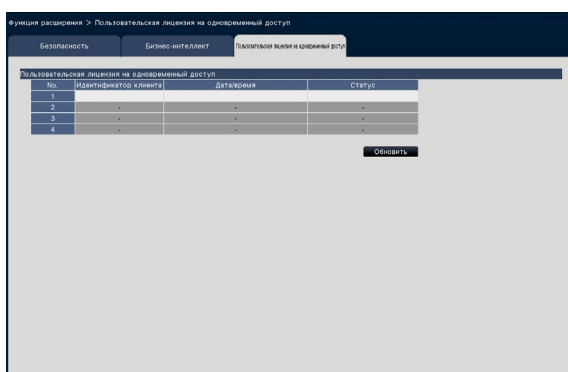 Функция расширения > Пользовательская лицензия на одновременный доступ
Безопасность Бизнес-интеллект Пользовательская лицензия на одновременный доступ
Пользовательская лицензия на одновременный доступ
No. Идентификатор клиента Дата/время Статус
1
2 - - -
3 - - -
4 - - -
Обновить